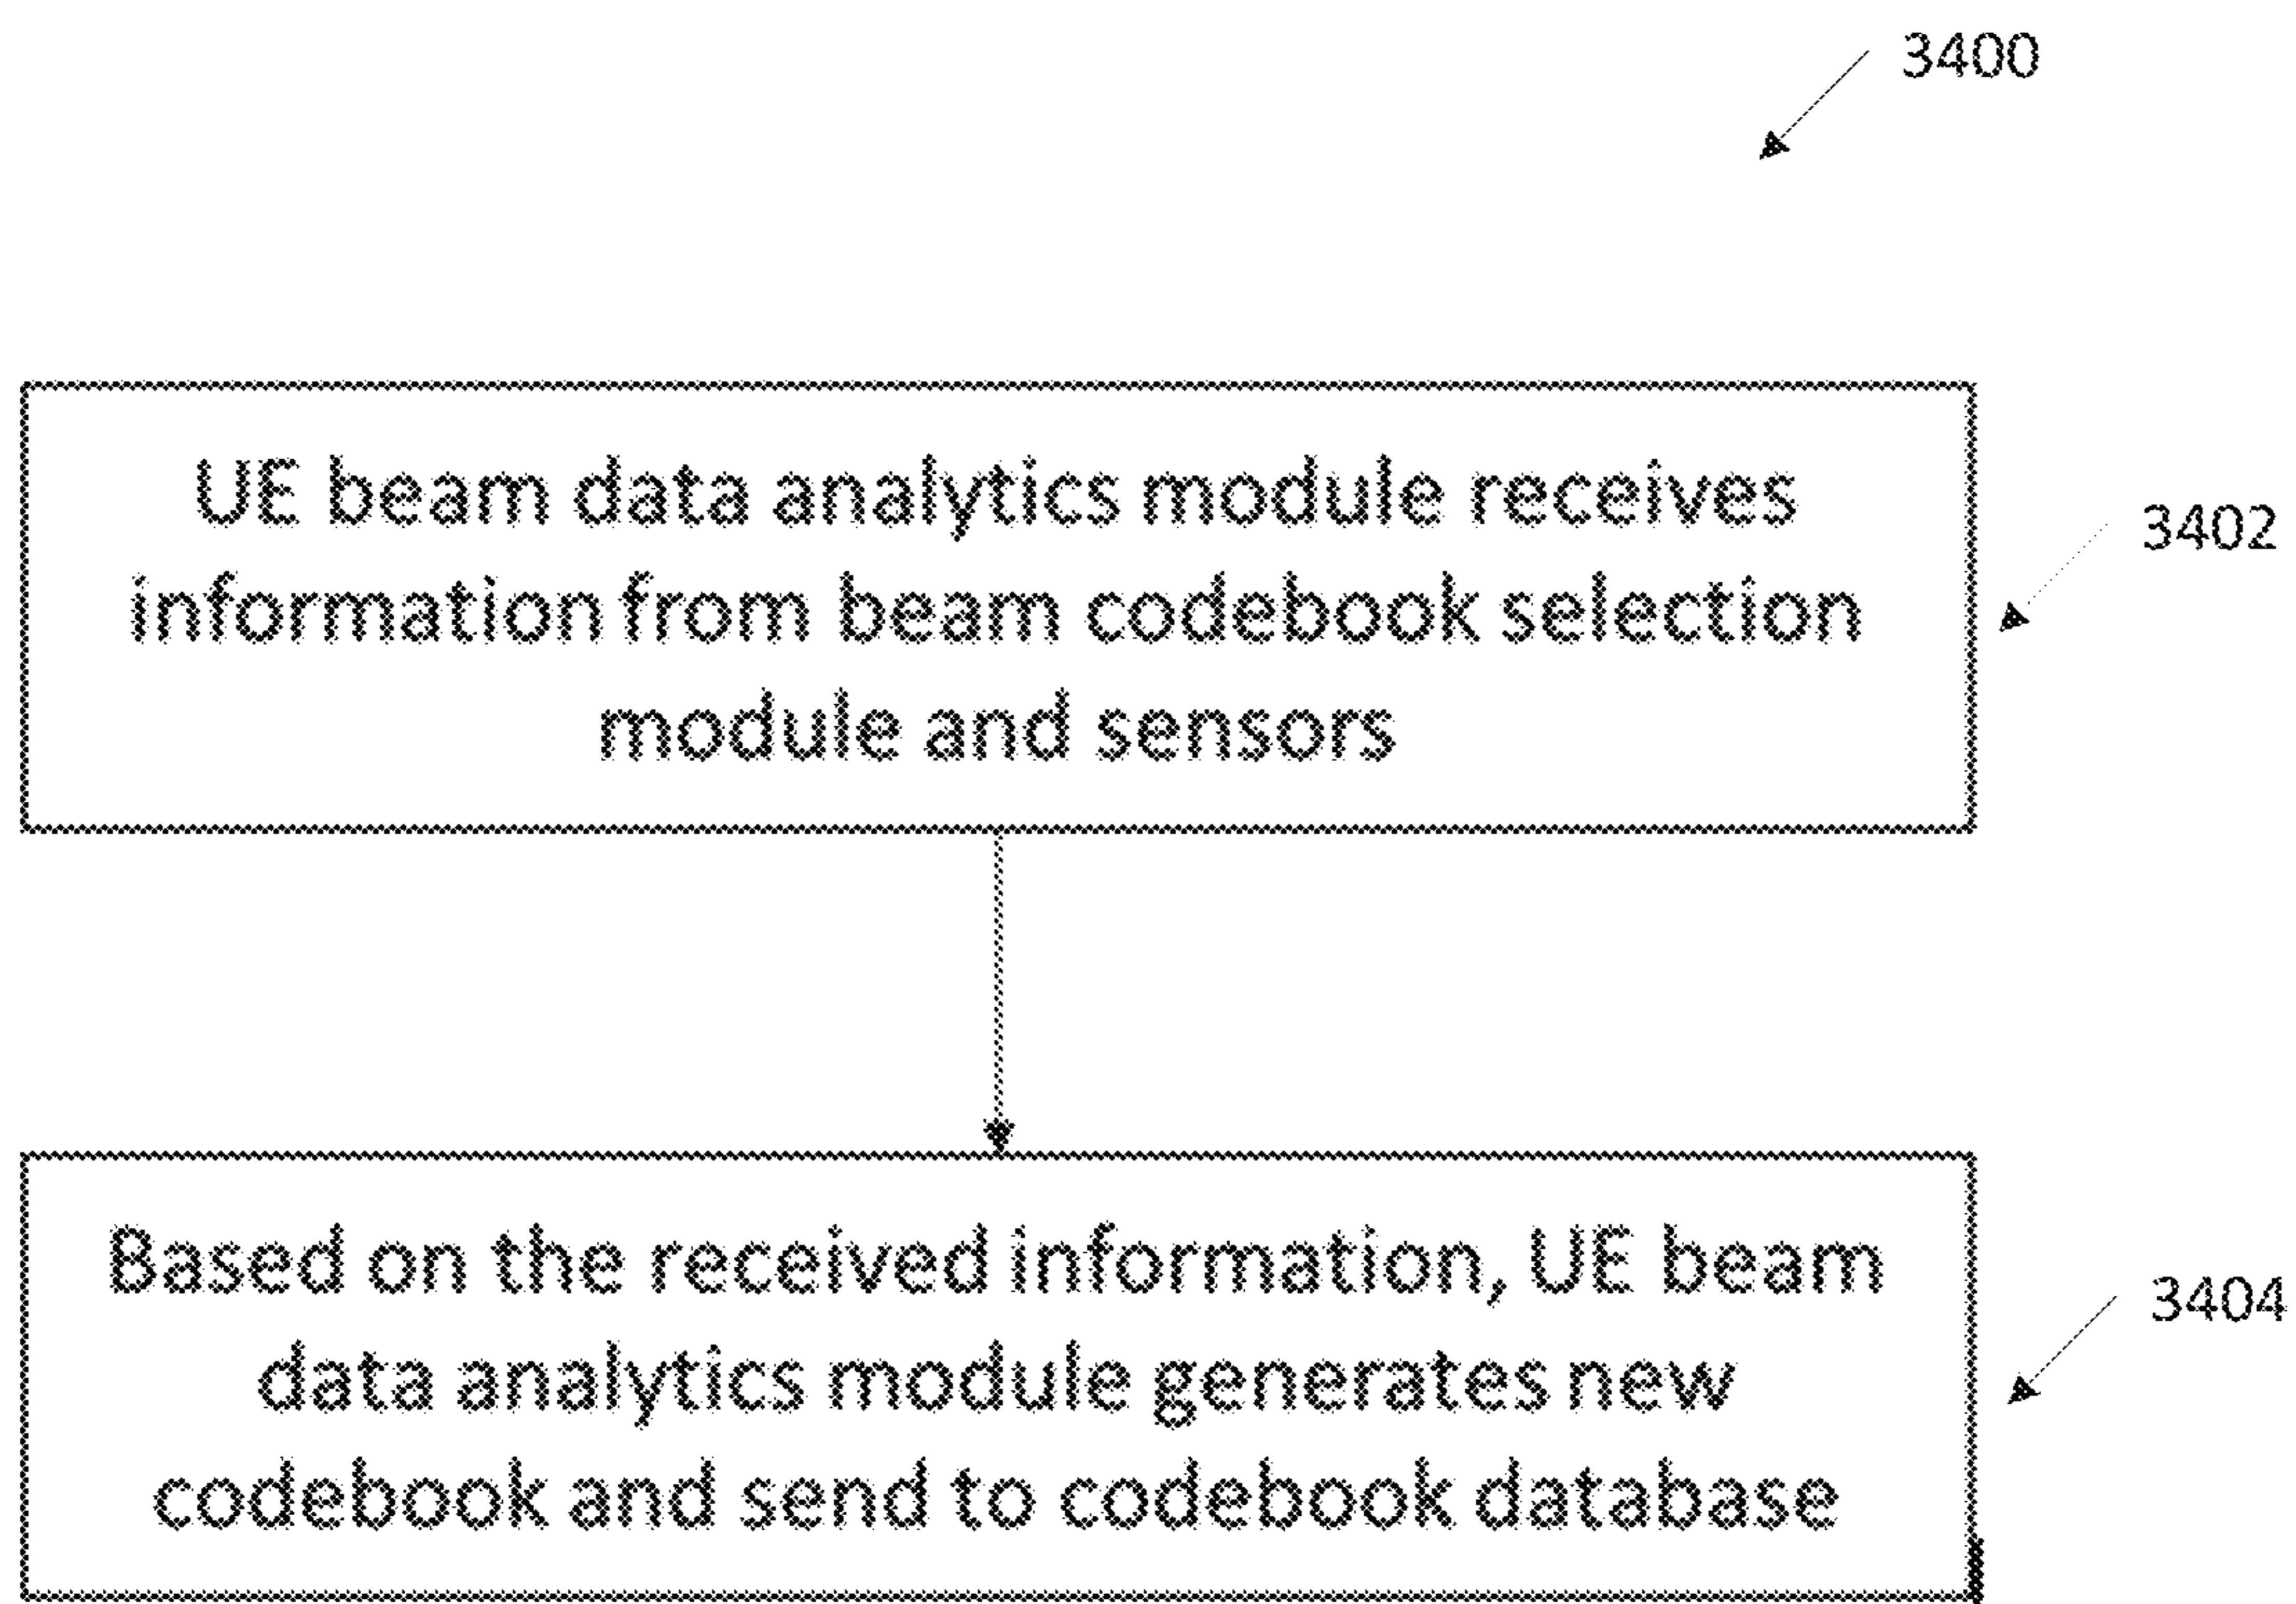 3400
UE beam data analytics module receives
information from beam codebook selection
module and sensors
3402
Based on the received information, UE beam
data analytics module generates new
codebook and send to codebook database
3404